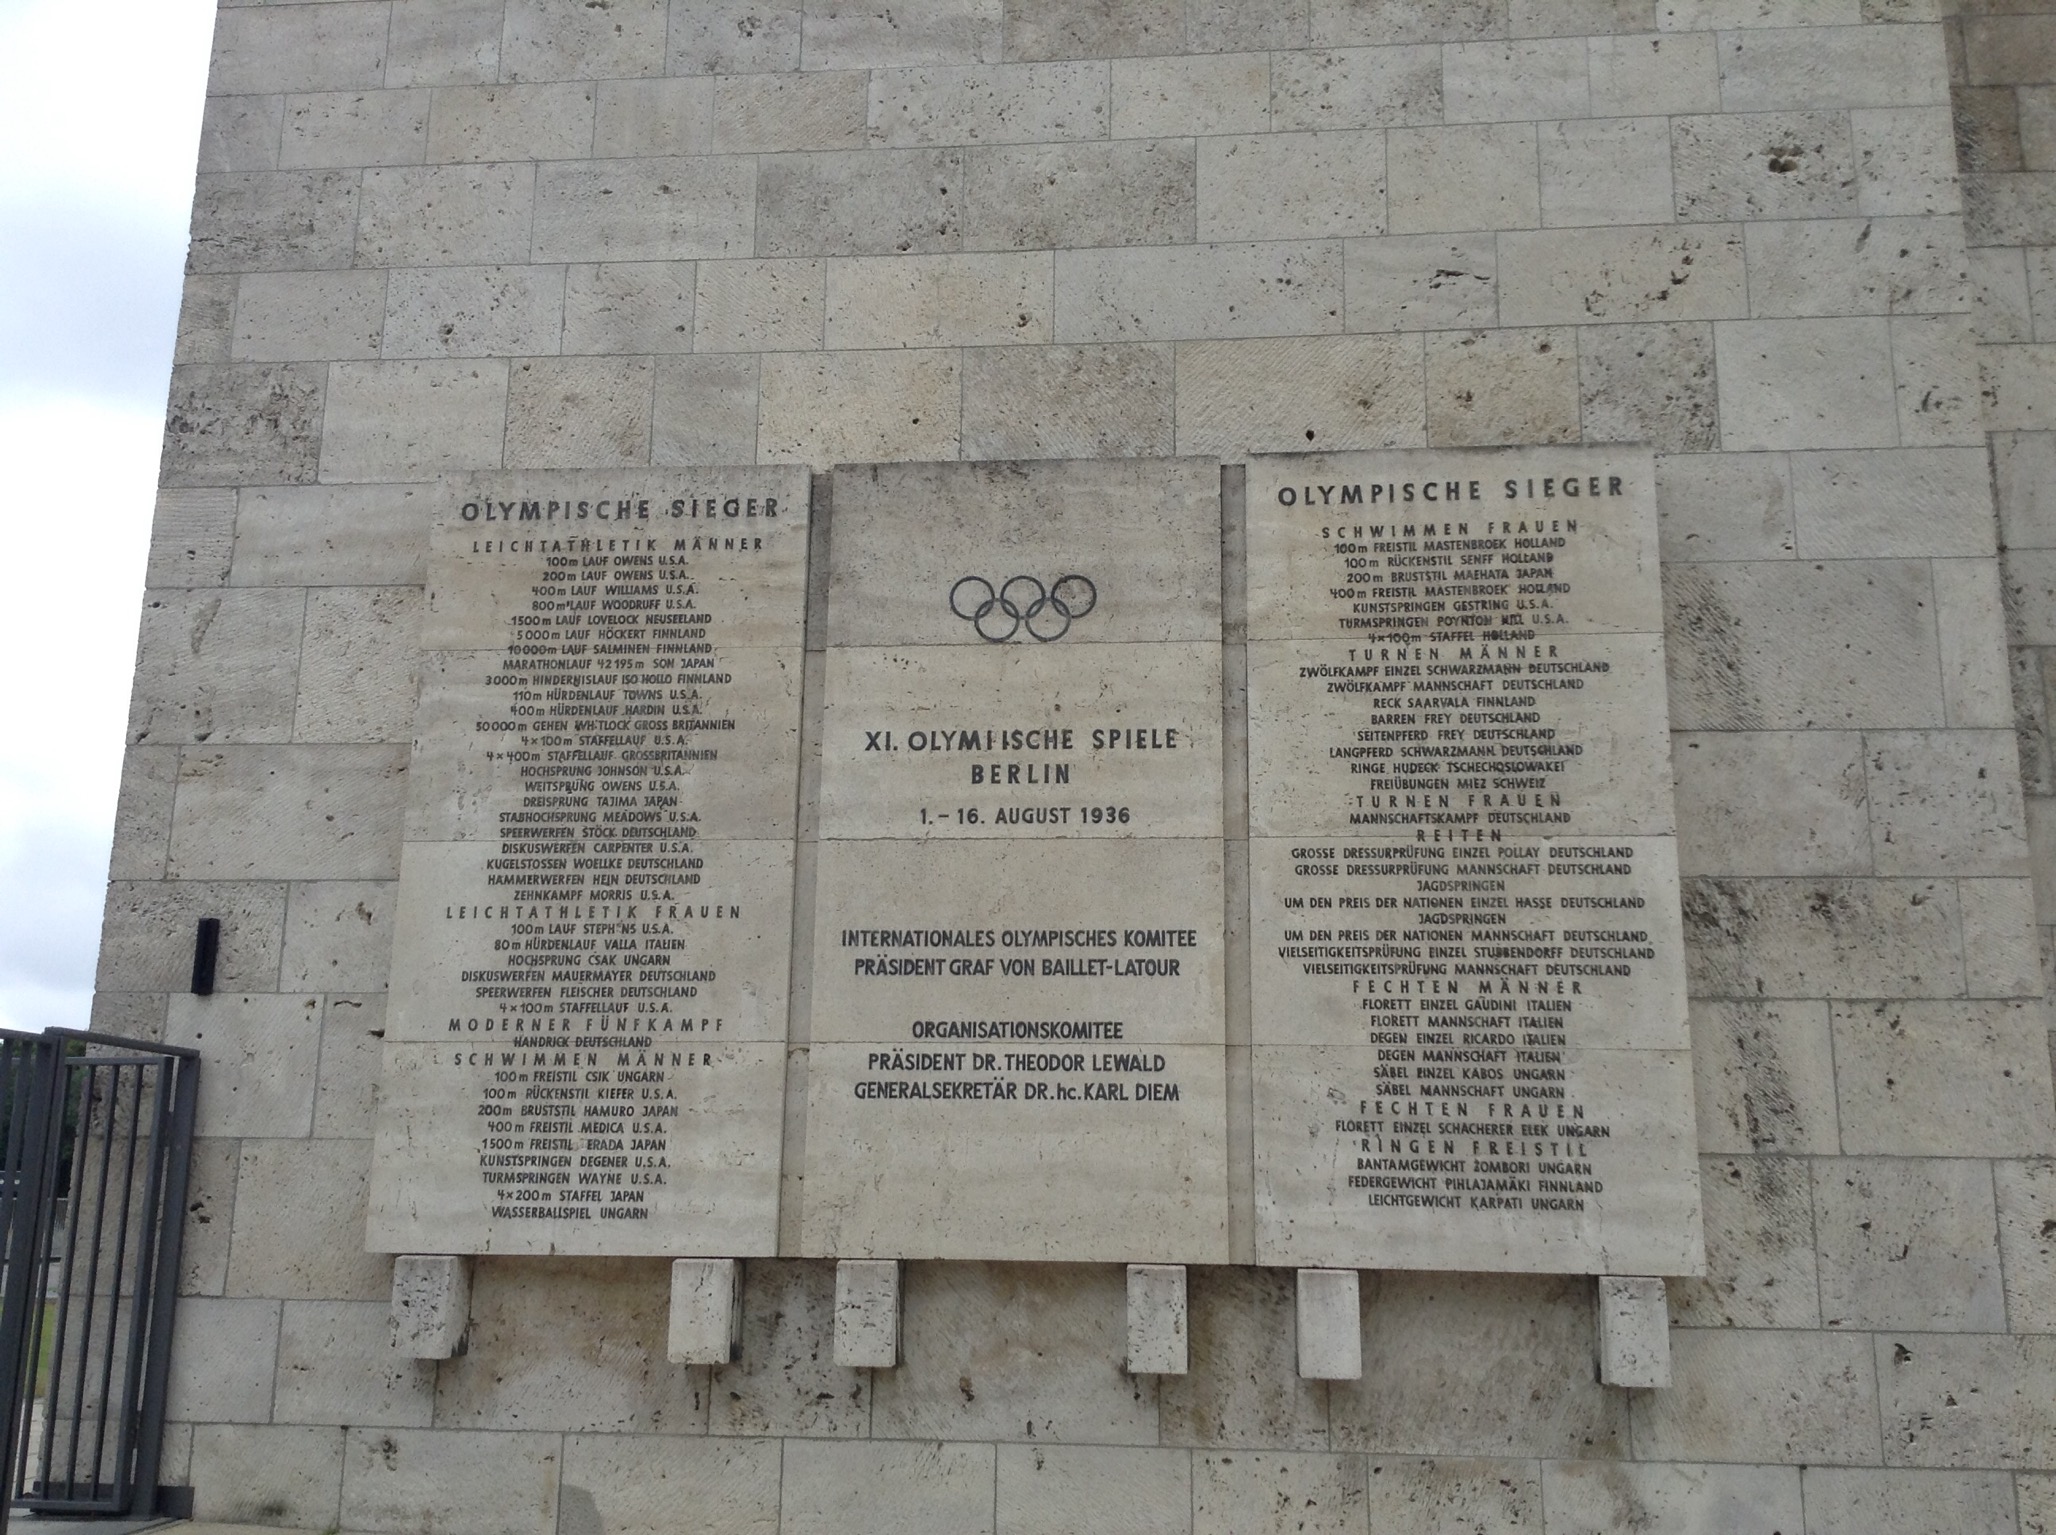 OLYMPISCHE SIEGER
LEICHTATHLETIK MÄNNER
100m LAUF OWENS U.S.A.
200m LAUF OWENS U.S.A.
400m LAUF WILLIAMS U.S.A.
800m LAUF WOODRUFF U.S.A.
1500m LAUF LOVELOCK NEUSEELAND
5000m LAUF HÖCKERT FINNLAND
10000m LAUF SALMINEN FINNLAND
MARATHONLAUF 42195m SON JAPAN
3000m HINDERNISLAUF ISO HOLLO FINNLAND
110m HÜRDENLAUF TOWNS U.S.A.
400m HÜRDENLAUF HARDIN U.S.A.
50000m GEHEN WHITLOCK GROSS BRITANNIEN
4×100m STAFFELLAUF U.S.A.
4×400m STAFFELLAUF GROSSBRITANNIEN
HOCHSPRUNG JOHNSON U.S.A.
WEITSPRUNG OWENS U.S.A.
DREISPRUNG TAJIMA JAPAN
STABHOCHSPRUNG MEADOWS U.S.A.
SPEERWERFEN STÖCK DEUTSCHLAND
DISKUSWERFEN CARPENTER U.S.A.
KUGELSTOSSEN WOELLKE DEUTSCHLAND
HAMMERWERFEN HEIN DEUTSCHLAND
ZEHNKAMPF MORRIS U.S.A.
LEICHTATHLETIK FRAUEN
100m LAUF STEPHENS U.S.A.
80m HÜRDENLAUF VALLA ITALIEN
HOCHSPRUNG CSAK UNGARN
DISKUSWERFEN MAUERMAYER DEUTSCHLAND
SPEERWERFEN FLEISCHER DEUTSCHLAND
4×100m STAFFELLAUF U.S.A.
MODERNER FÜNFKAMPF
HANDRICK DEUTSCHLAND
SCHWIMMEN MÄNNER
100m FREISTIL CSIK UNGARN
100m RÜCKENSTIL KIEFER U.S.A.
200m BRUSTSTIL HAMURO JAPAN
400m FREISTIL MEDICA U.S.A.
1500m FREISTIL TERADA JAPAN
KUNSTSPRINGEN DEGENER U.S.A.
TURMSPRINGEN WAYNE U.S.A.
4×200m STAFFEL JAPAN
WASSERBALLSPIEL UNGARN
XI. OLYMPISCHE SPIELE
BERLIN
1.-16. AUGUST 1936
INTERNATIONALES OLYMPISCHES KOMITEE
PRÄSIDENT GRAF VON BAILLET-LATOUR
ORGANISATIONSKOMITEE
PRÄSIDENT DR. THEODOR LEWALD
GENERALSEKRETÄR DR. hc. KARL DIEM
OLYMPISCHE SIEGER
SCHWIMMEN FRAUEN
100m FREISTIL MASTENBROEK HOLLAND
100m RÜCKENSTIL SENFF HOLLAND
200m BRUSTSTIL MAEHATA JAPAN
400m FREISTIL MASTENBROEK HOLLAND
KUNSTSPRINGEN GESTRING U.S.A.
TURMSPRINGEN POYNTON HILL U.S.A.
4×100m STAFFEL HOLLAND
TURNEN MÄNNER
ZWÖLFKAMPF EINZEL SCHWARZMANN DEUTSCHLAND
ZWÖLFKAMPF MANNSCHAFT DEUTSCHLAND
RECK SAARVALA FINNLAND
BARREN FREY DEUTSCHLAND
SEITENPFERD FREY DEUTSCHLAND
LANGPFERD SCHWARZMANN DEUTSCHLAND
RINGE HUDECK TSCHECHOSLOWAKEI
FREIÜBUNGEN MIEZ SCHWEIZ
TURNEN FRAUEN
MANNSCHAFTSKAMPF DEUTSCHLAND
REITEN
GROSSE DRESSURPRÜFUNG EINZEL POLLAY DEUTSCHLAND
GROSSE DRESSURPRÜFUNG MANNSCHAFT DEUTSCHLAND
JAGDSPRINGEN
UM DEN PREIS DER NATIONEN EINZEL HASSE DEUTSCHLAND
JAGDSPRINGEN
UM DEN PREIS DER NATIONEN MANNSCHAFT DEUTSCHLAND
VIELSEITIGKEITSPRÜFUNG EINZEL STUBBENDORFF DEUTSCHLAND
VIELSEITIGKEITSPRÜFUNG MANNSCHAFT DEUTSCHLAND
FECHTEN MÄNNER
FLORETT EINZEL GAUDINI ITALIEN
FLORETT MANNSCHAFT ITALIEN
DEGEN EINZEL RICARDO ITALIEN
DEGEN MANNSCHAFT ITALIEN
SÄBEL EINZEL KABOS UNGARN
SÄBEL MANNSCHAFT UNGARN
FECHTEN FRAUEN
FLORETT EINZEL SCHACHERER ELEK UNGARN
RINGEN FREISTIL
BANTAMGEWICHT ZOMBORI UNGARN
FEDERGEWICHT PIHLAJAMÄKI FINNLAND
LEICHTGEWICHT KARPATI UNGARN